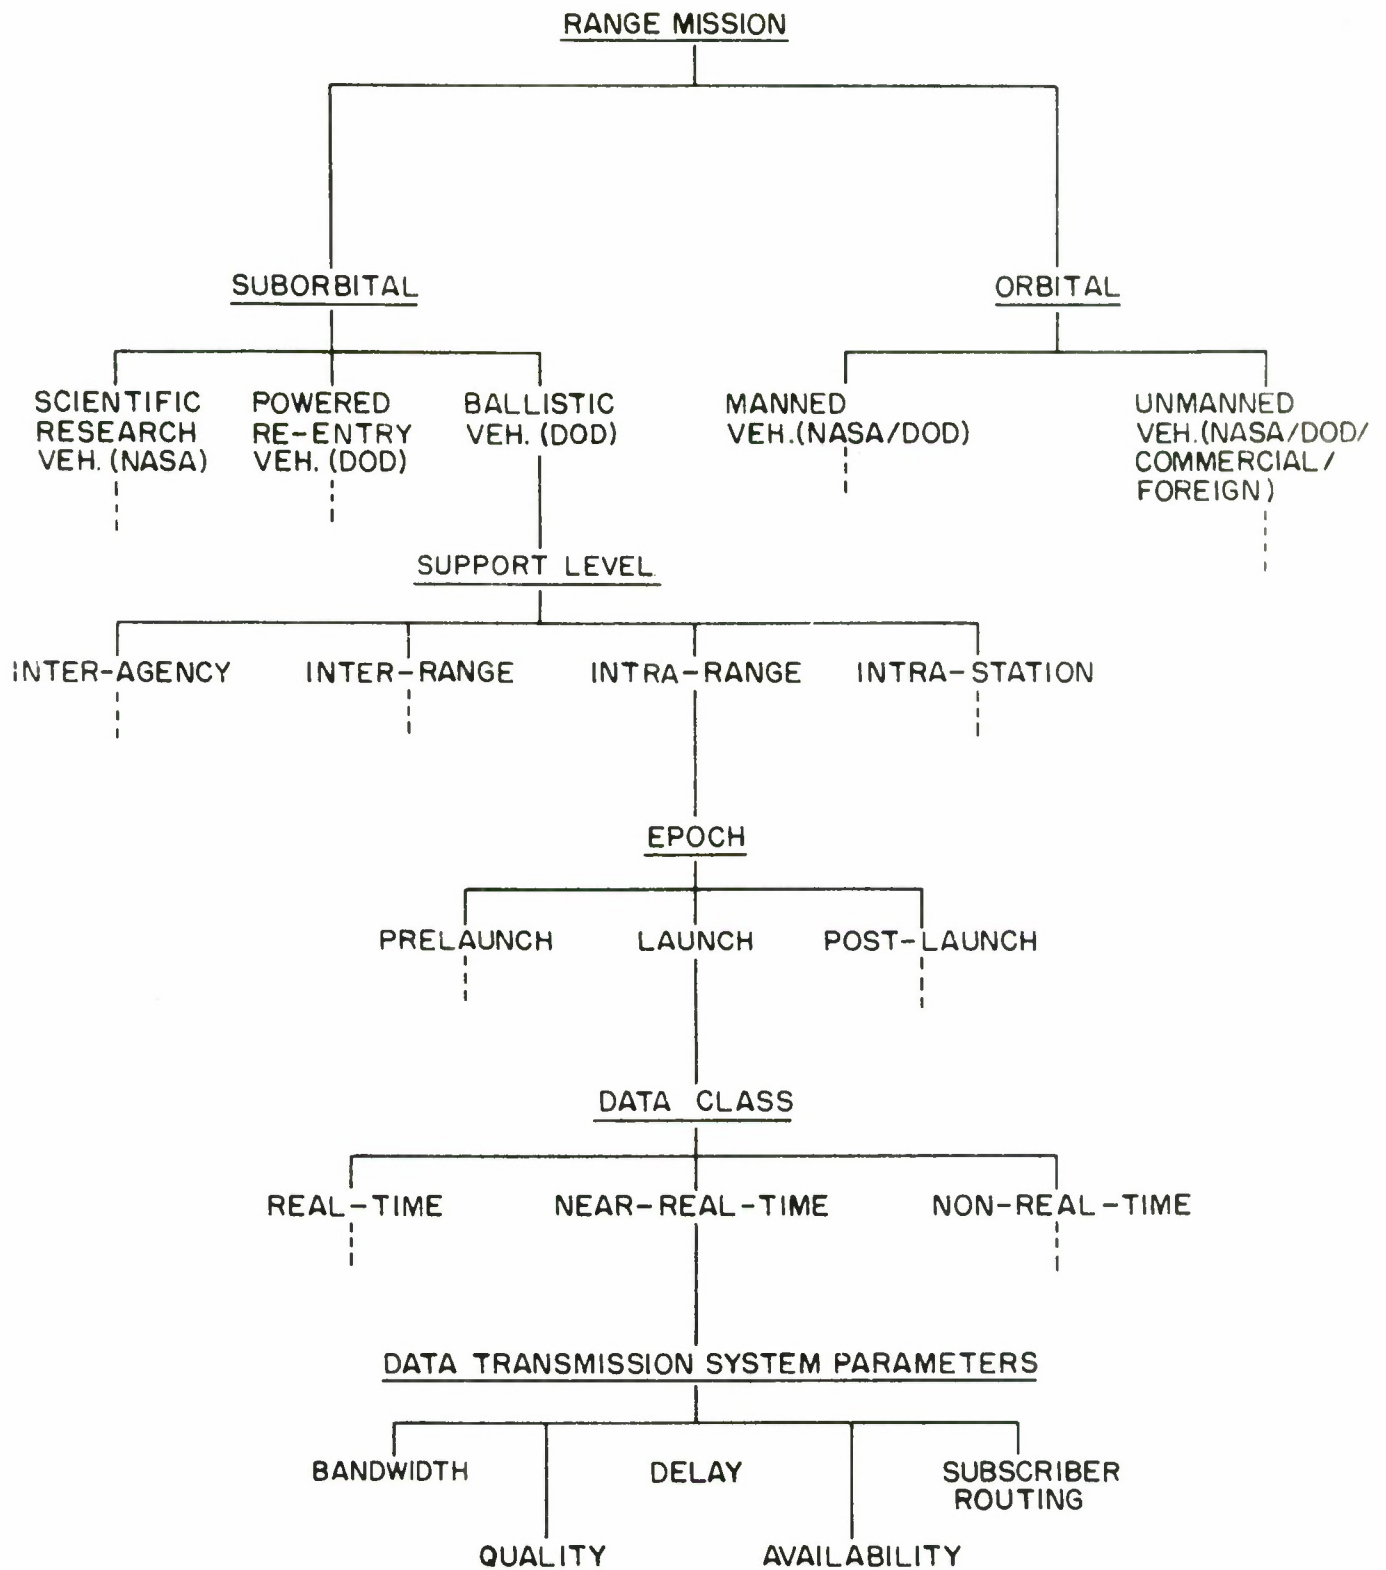 RANGE MISSION
SUBORBITAL
ORBITAL
SCIENTIFIC
RESEARCH
VEH. (NASA)
POWERED
RE-ENTRY
VEH. (DOD)
BALLISTIC
VEH. (DOD)
MANNED
VEH.(NASA/DOD)
UNMANNED
VEH.(NASA/DOD/
COMMERCIAL/
FOREIGN)
SUPPORT LEVEL
INTER-AGENCY
INTER-RANGE
INTRA-RANGE
INTRA-STATION
EPOCH
PRELAUNCH
LAUNCH
POST-LAUNCH
DATA CLASS
REAL-TIME
NEAR-REAL-TIME
NON-REAL-TIME
DATA TRANSMISSION SYSTEM PARAMETERS
BANDWIDTH
DELAY
SUBSCRIBER
ROUTING
QUALITY
AVAILABILITY